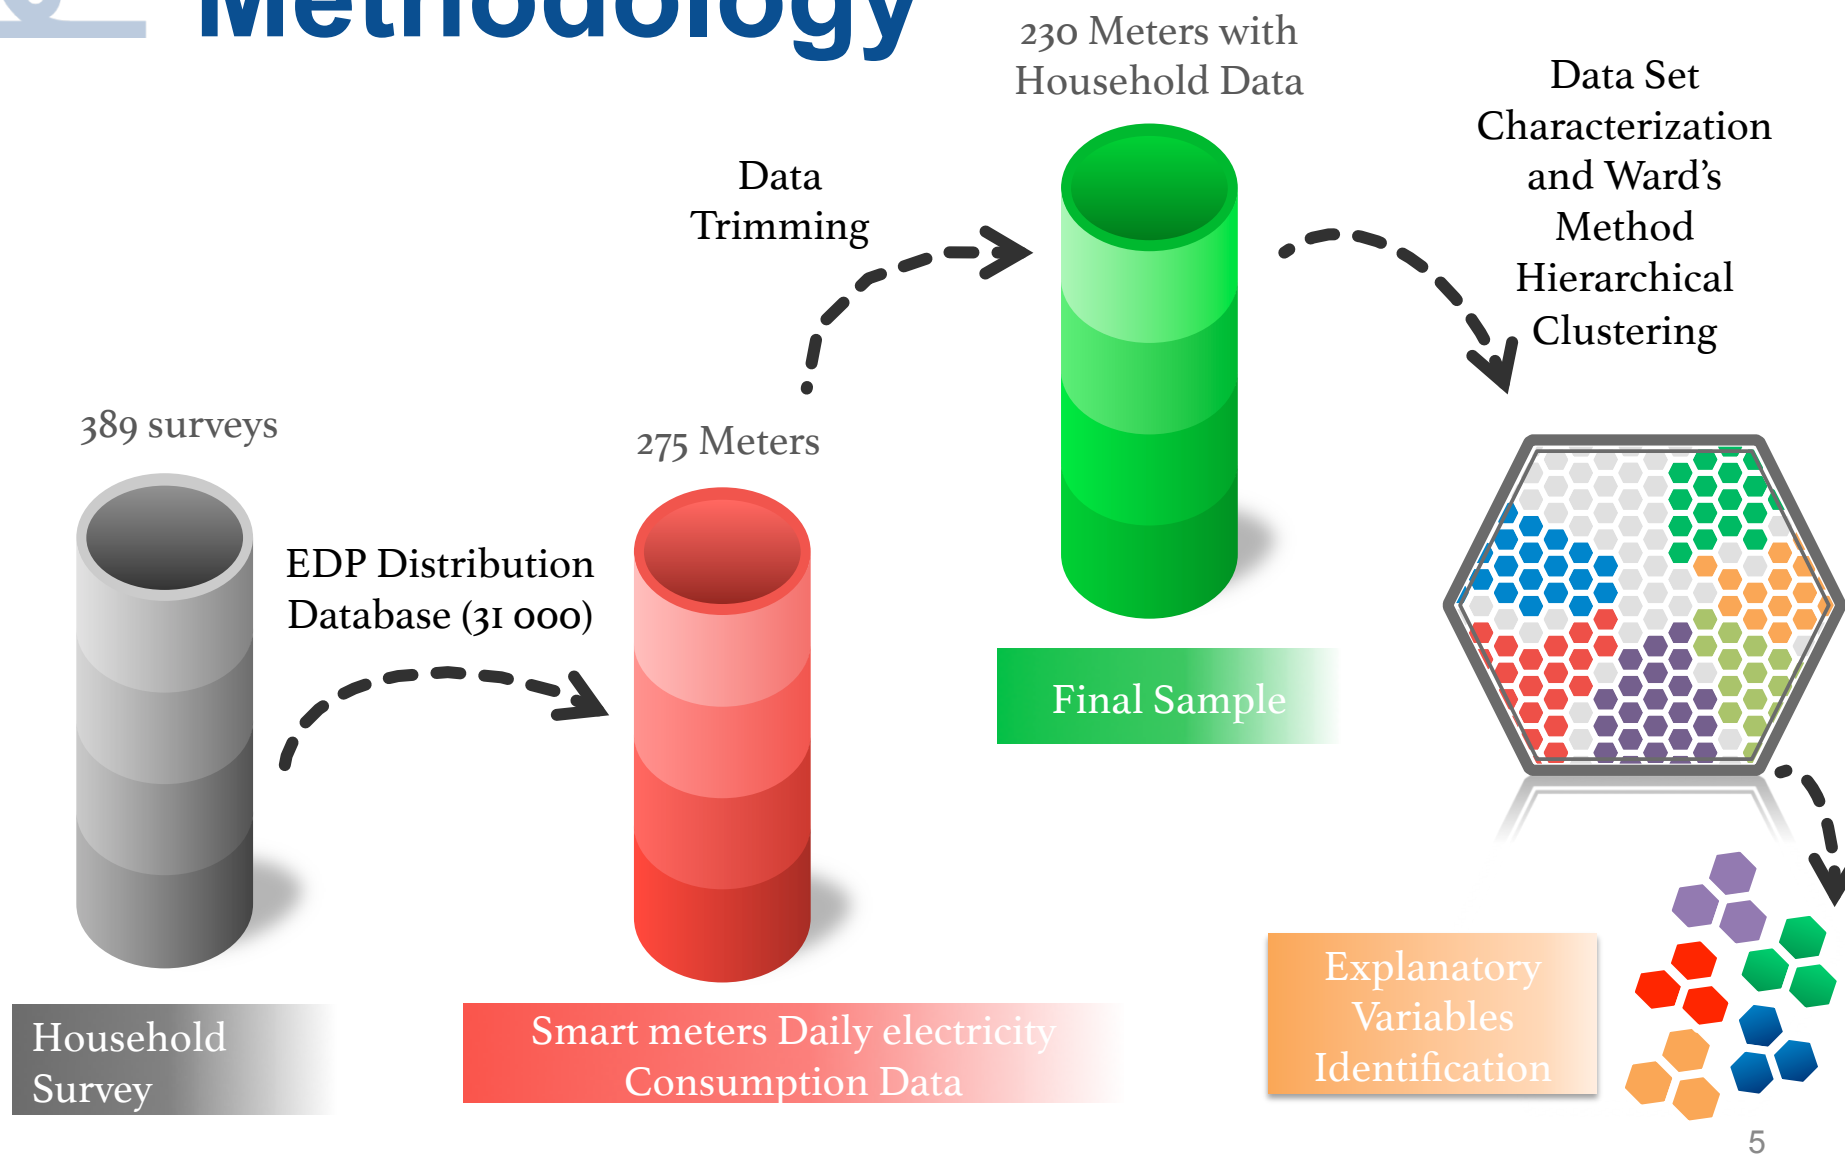 Methodology
230 Meters with
Household Data
Data Set
Characterization
and Ward's
Method
Hierarchical
Clustering
Data
Trimming
389 surveys
275 Meters
EDP Distribution
Database (31 000)
Final Sample
Household
Survey
Smart meters Daily electricity
Consumption Data
Explanatory
Variables
Identification
5